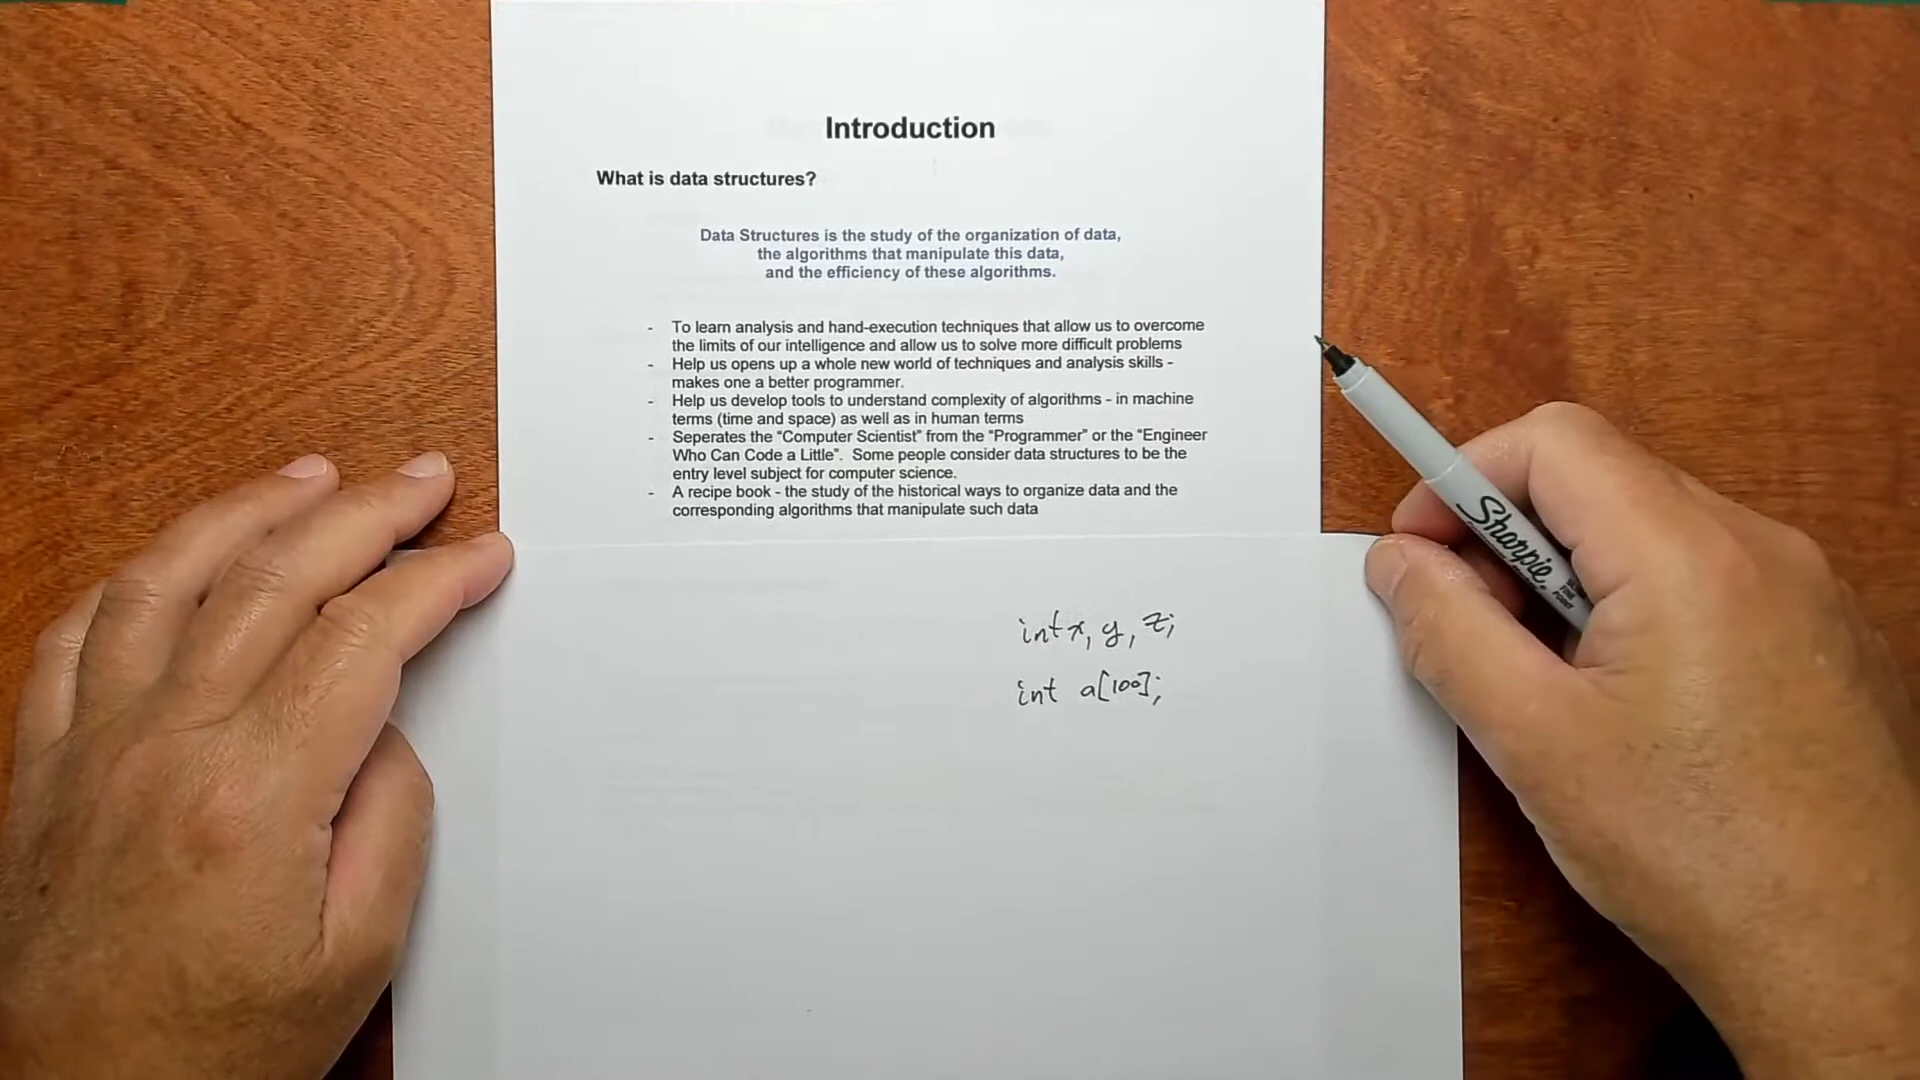 Introduction
What is data structures?
Data Structures is the study of the organization of data,
the algorithms that manipulate this data,
and the efficiency of these algorithms.
- To learn analysis and hand-execution techniques that allow us to overcome
the limits of our intelligence and allow us to solve more difficult problems
- Help us opens up a whole new world of techniques and analysis skills -
makes one a better programmer.
- Help us develop tools to understand complexity of algorithms - in machine
terms (time and space) as well as in human terms
- Seperates the “Computer Scientist” from the “Programmer” or the “Engineer
Who Can Code a Little”. Some people consider data structures to be the
entry level subject for computer science.
- A recipe book - the study of the historical ways to organize data and the
corresponding algorithms that manipulate such data
int x, y, z;
int a[100];
Sharpie